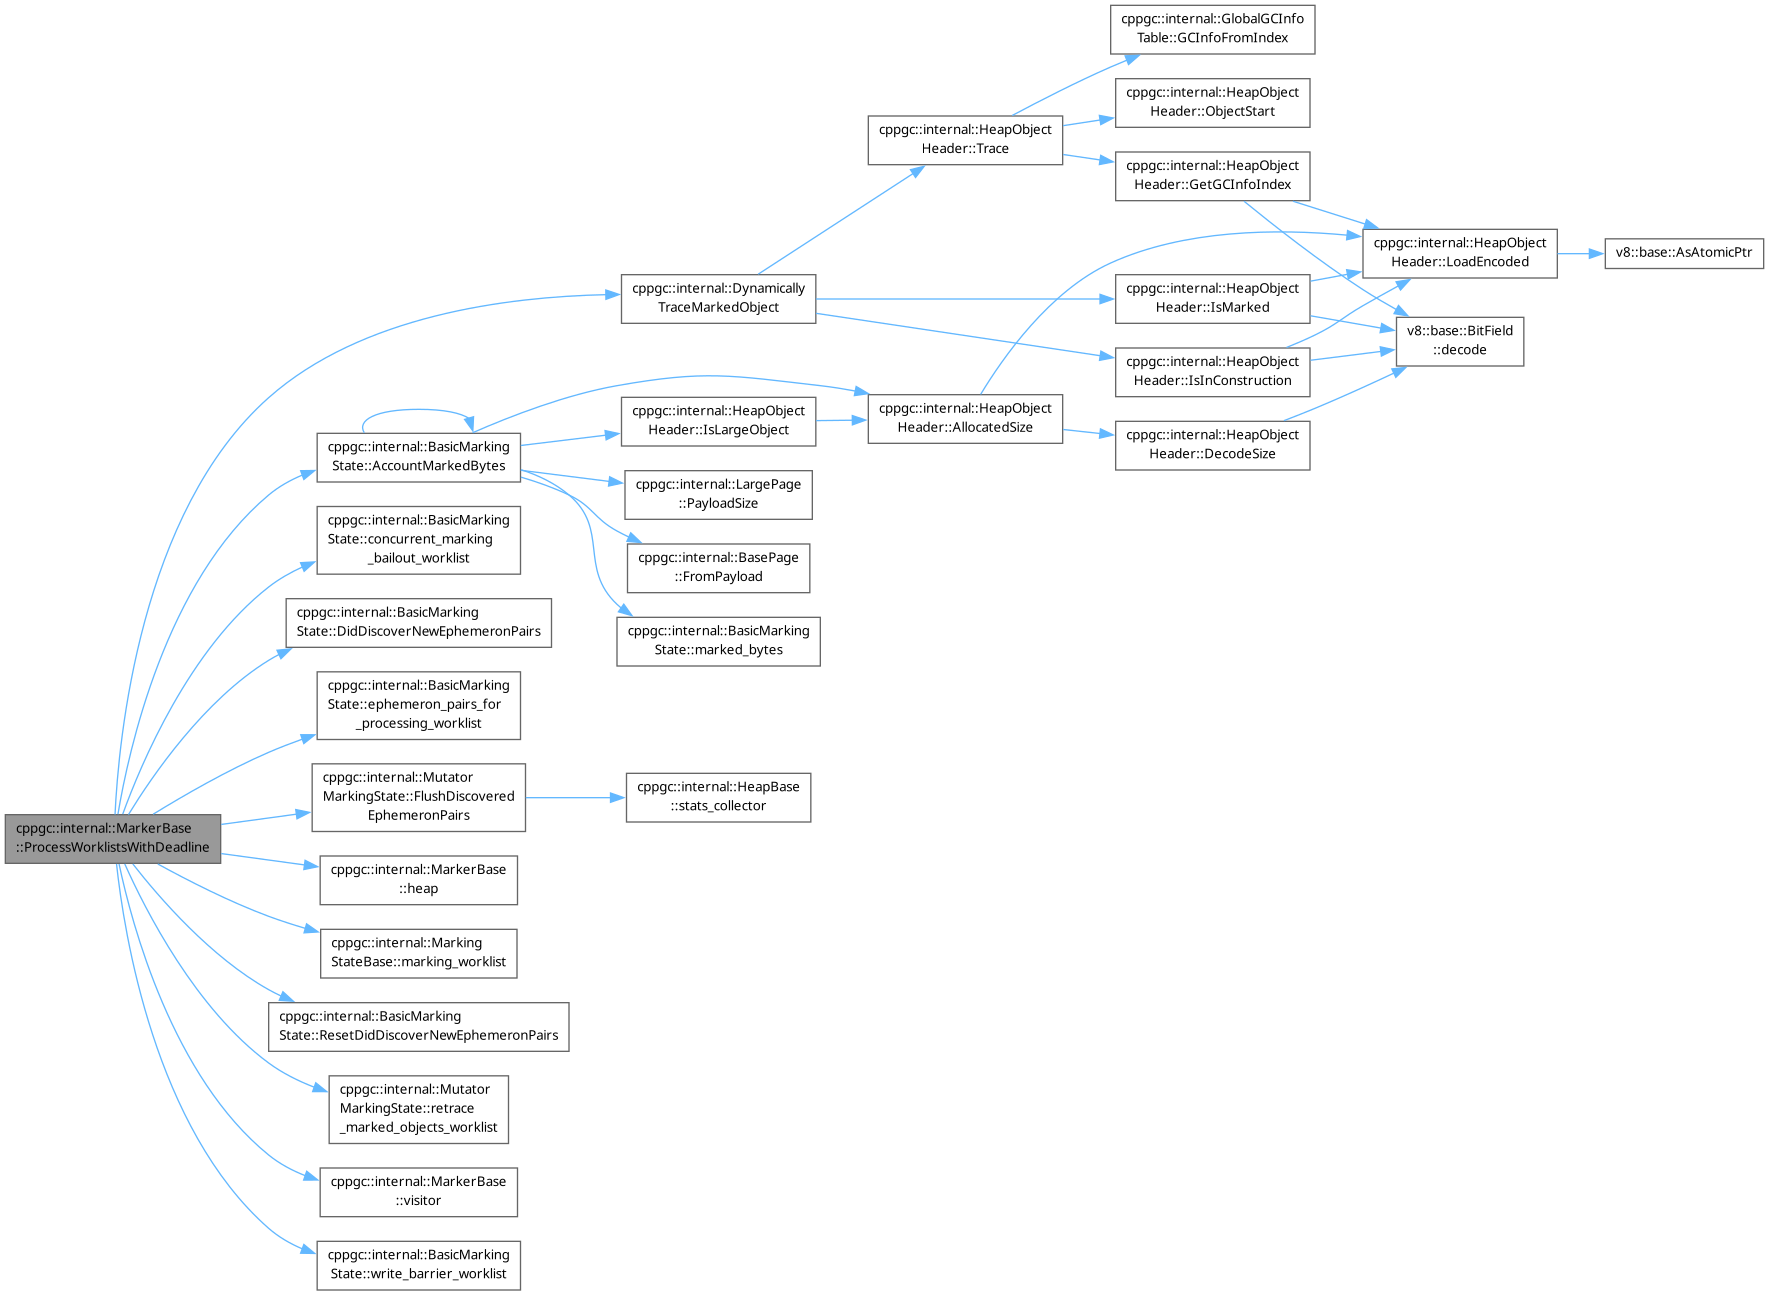 cppgc::internal::GlobalGCInfo
Table::GCInfoFromIndex
cppgc::internal::HeapObject
Header::ObjectStart
cppgc::internal::HeapObject
Header::Trace
cppgc::internal::HeapObject
Header::GetGCInfoIndex
cppgc::internal::HeapObject
Header::LoadEncoded
v8::base::AsAtomicPtr
cppgc::internal::Dynamically
TraceMarkedObject
cppgc::internal::HeapObject
Header::IsMarked
v8::base::BitField
::decode
cppgc::internal::HeapObject
Header::IsInConstruction
cppgc::internal::HeapObject
Header::AllocatedSize
cppgc::internal::HeapObject
Header::IsLargeObject
cppgc::internal::HeapObject
Header::DecodeSize
cppgc::internal::BasicMarking
State::AccountMarkedBytes
cppgc::internal::LargePage
::PayloadSize
cppgc::internal::BasicMarking
State::concurrent_marking
_bailout_worklist
cppgc::internal::BasePage
::FromPayload
cppgc::internal::BasicMarking
State::DidDiscoverNewEphemeronPairs
cppgc::internal::BasicMarking
State::marked_bytes
cppgc::internal::BasicMarking
State::ephemeron_pairs_for
_processing_worklist
cppgc::internal::Mutator
MarkingState::FlushDiscovered
EphemeronPairs
cppgc::internal::HeapBase
::stats_collector
cppgc::internal::MarkerBase
::ProcessWorklistsWithDeadline
cppgc::internal::MarkerBase
::heap
cppgc::internal::Marking
StateBase::marking_worklist
cppgc::internal::BasicMarking
State::ResetDidDiscoverNewEphemeronPairs
cppgc::internal::Mutator
MarkingState::retrace
_marked_objects_worklist
cppgc::internal::MarkerBase
::visitor
cppgc::internal::BasicMarking
State::write_barrier_worklist